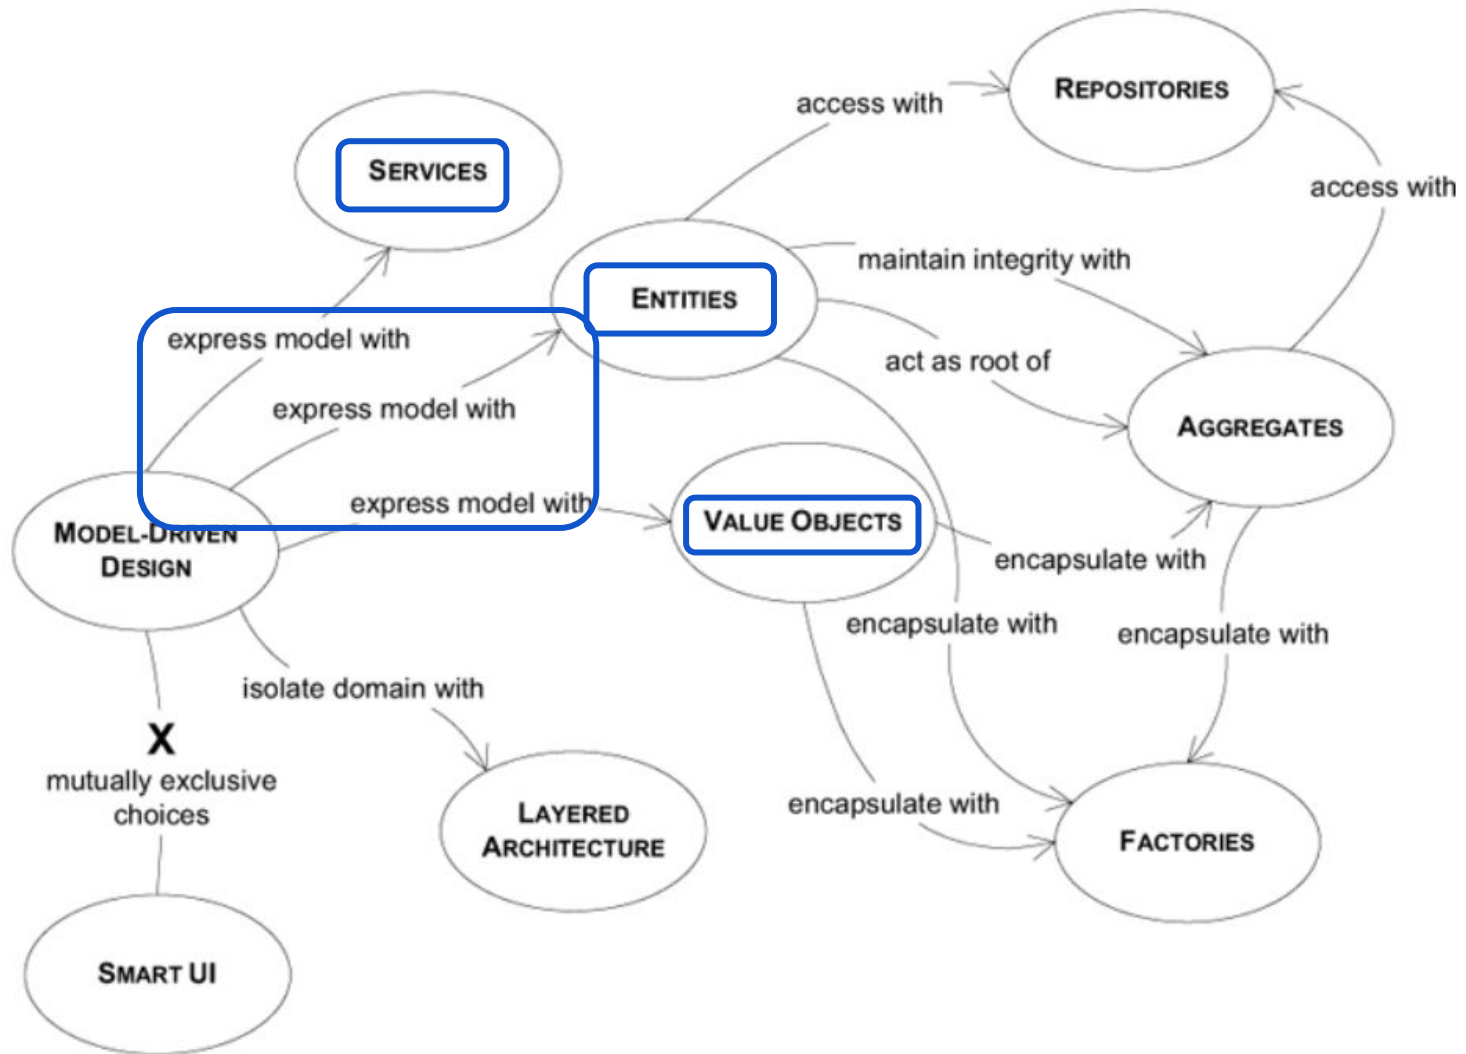 REPOSITORIES
access with
SERVICES
access with
maintain integrity with
ENTITIES
express model with
act as root of
express model with
AGGREGATES
express model with
VALUE OBJECTS
MODEL-DRIVEN
DESIGN
encapsulate with
encapsulate with
encapsulate with
isolate domain with
X
mutually exclusive
choices
encapsulate with
LAYERED
ARCHITECTURE
FACTORIES
SMART UI